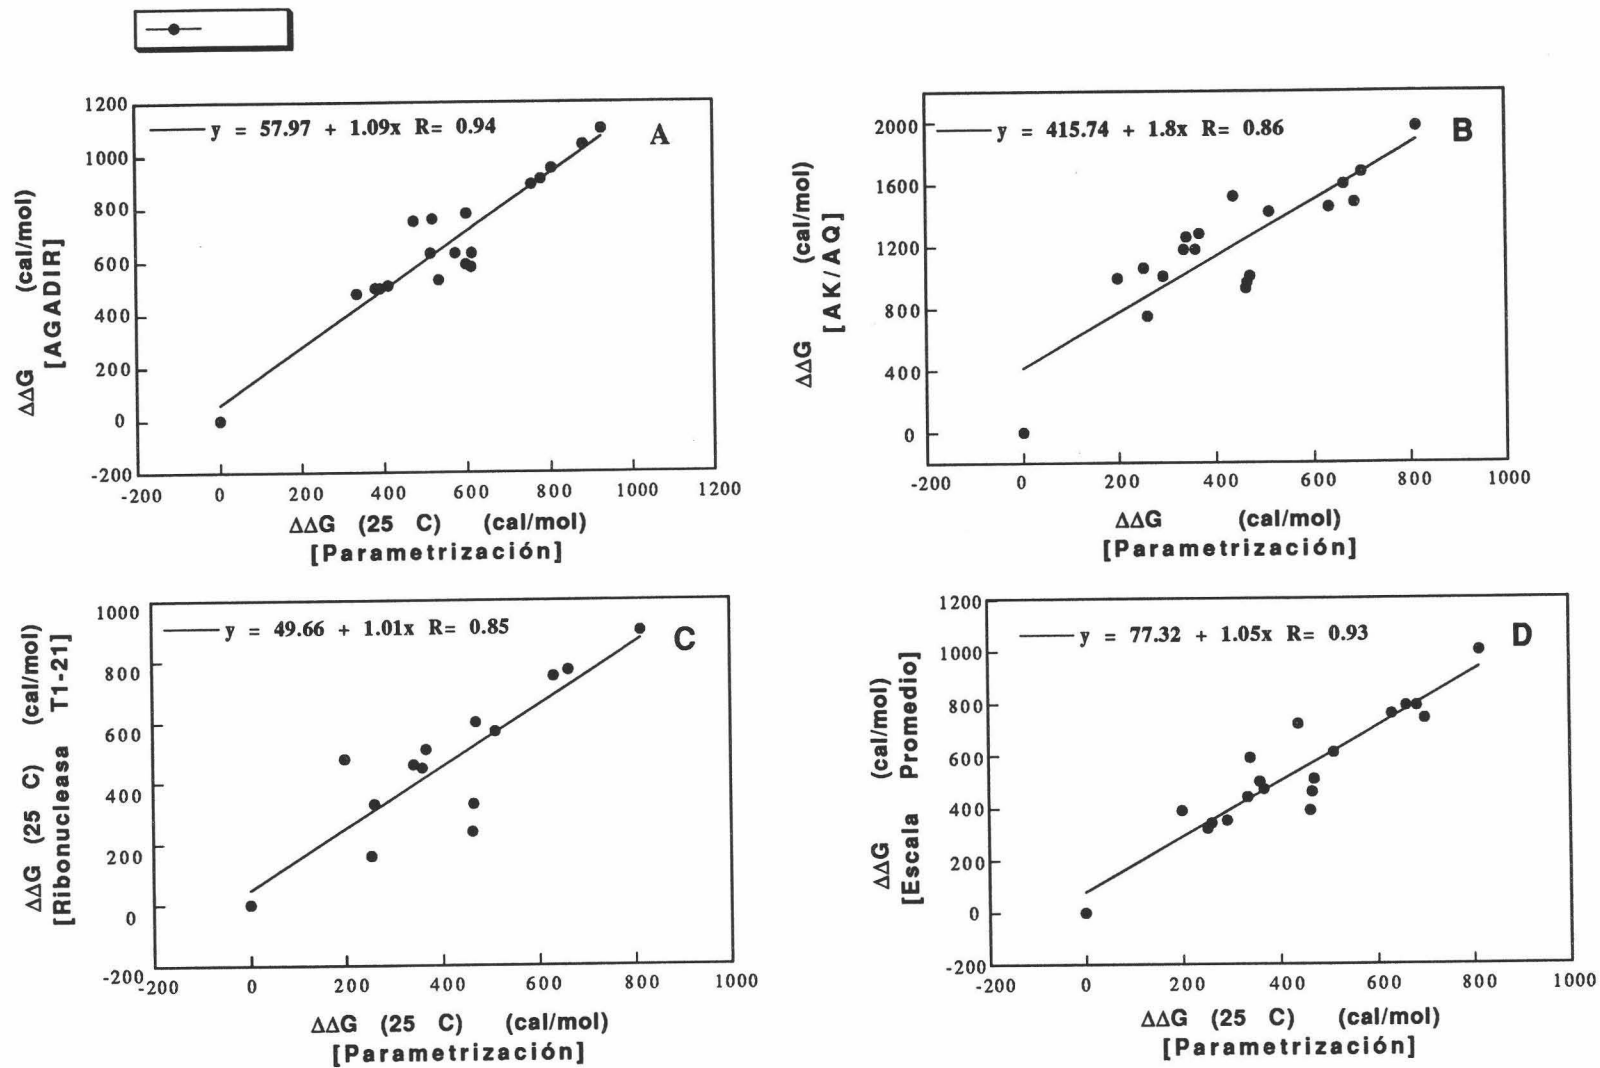 y = 57.97 + 1.09x R= 0.94
A
1200
1000
800
600
400
200
0
-200
-200 0 200 400 600 800 1000 1200
ΔΔG (cal/mol)
[AGADIR]
ΔΔG (25 C) (cal/mol)
[Parametrización]
y = 415.74 + 1.8x R= 0.86
B
2000
1600
1200
800
400
0
-200 0 200 400 600 800 1000
ΔΔG (cal/mol)
[AK/AQ]
ΔΔG (cal/mol)
[Parametrización]
y = 49.66 + 1.01x R= 0.85
C
1000
800
600
400
200
0
-200
-200 0 200 400 600 800 1000
ΔΔG (25 C) (cal/mol)
[Ribonucleasa T1-21]
ΔΔG (25 C) (cal/mol)
[Parametrización]
y = 77.32 + 1.05x R= 0.93
D
1200
1000
800
600
400
200
0
-200
-200 0 200 400 600 800 1000
ΔΔG (cal/mol)
[Escala Promedio]
ΔΔG (25 C) (cal/mol)
[Parametrización]